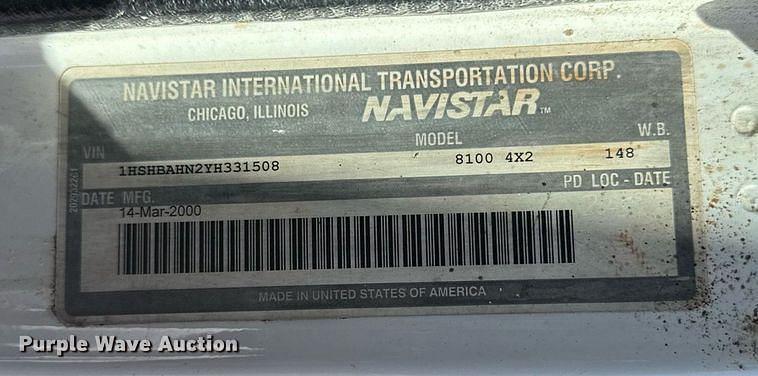 NAVISTAR INTERNATIONAL TRANSPORTATION CORP.
CHICAGO, ILLINOIS NAVISTAR™
VIN MODEL W.B.
1HSHBAHN2YH331508 8100 4X2 148
DATE MFG. PD LOC - DATE
14-Mar-2000
MADE IN UNITED STATES OF AMERICA
Purple Wave Auction